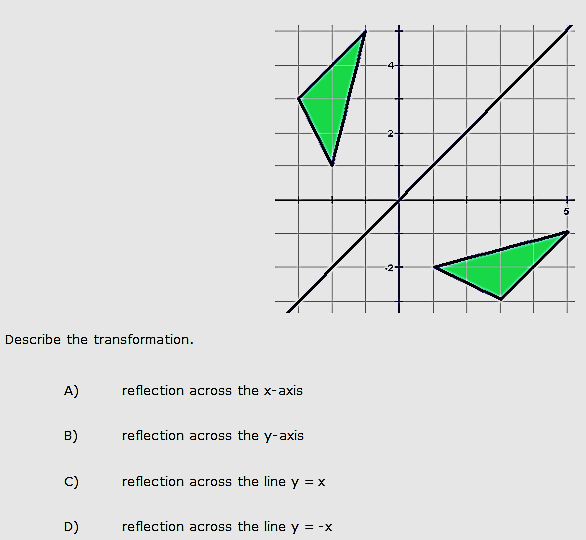 4
2
5
-2
Describe the transformation.
A) reflection across the x-axis
B) reflection across the y-axis
C) reflection across the line y = x
D) reflection across the line y = -x